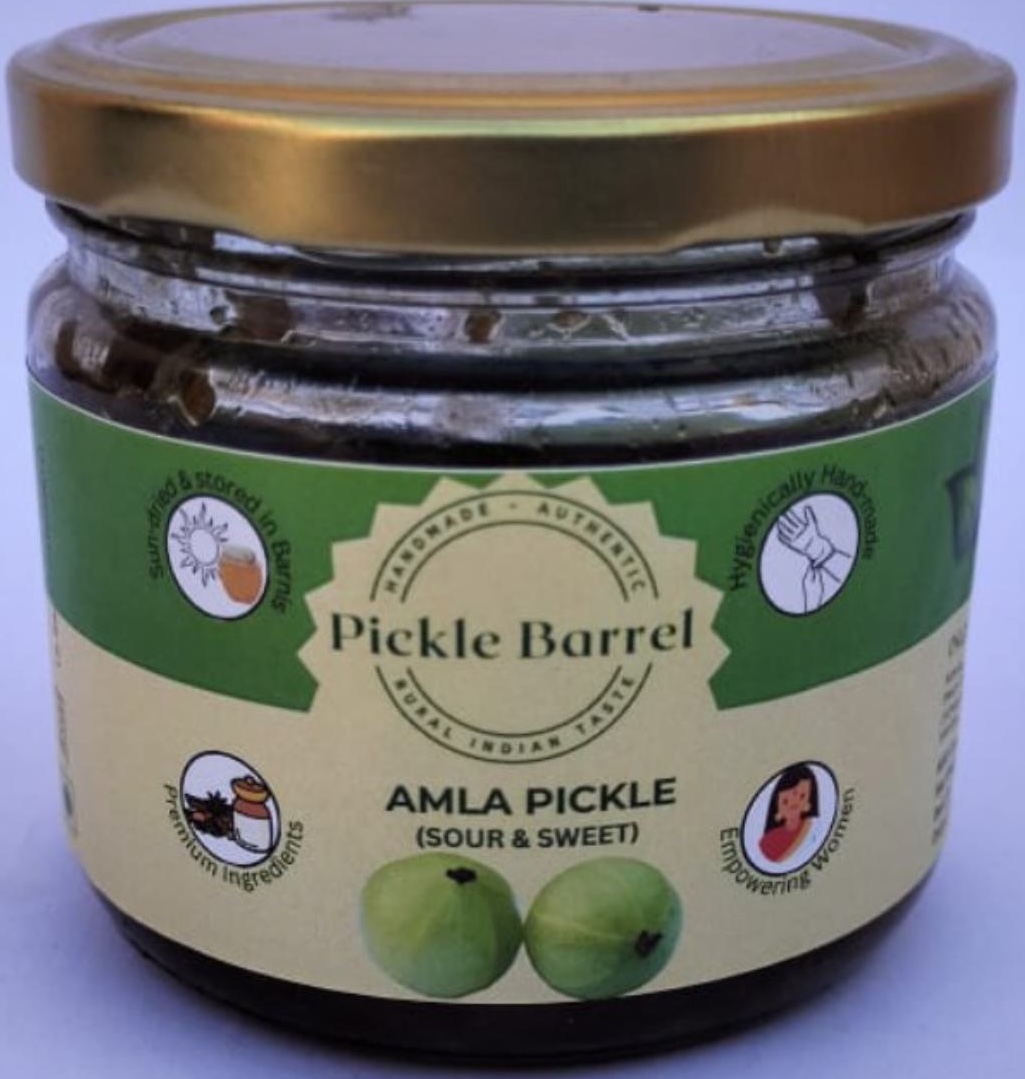 Sun-dried & stored in Barnis
Hygienically Hand-made
HANDMADE - AUTHENTIC
Pickle Barrel
RURAL INDIAN TASTE
AMLA PICKLE
(SOUR & SWEET)
Premium Ingredients
Empowering Women